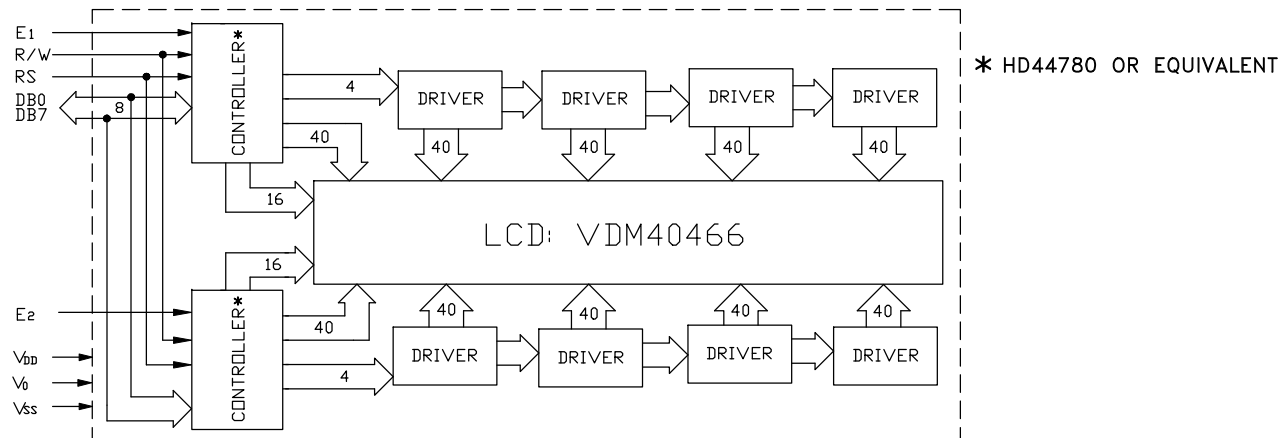 E1
R/W
RS
DB0
DB7
8
CONTROLLER*
4
DRIVER
DRIVER
DRIVER
DRIVER
* HD44780 OR EQUIVALENT
40
40
40
40
40
16
LCD: VDM40466
16
E2
CONTROLLER*
40
40
40
40
40
DRIVER
DRIVER
DRIVER
DRIVER
4
VDD
V0
VSS